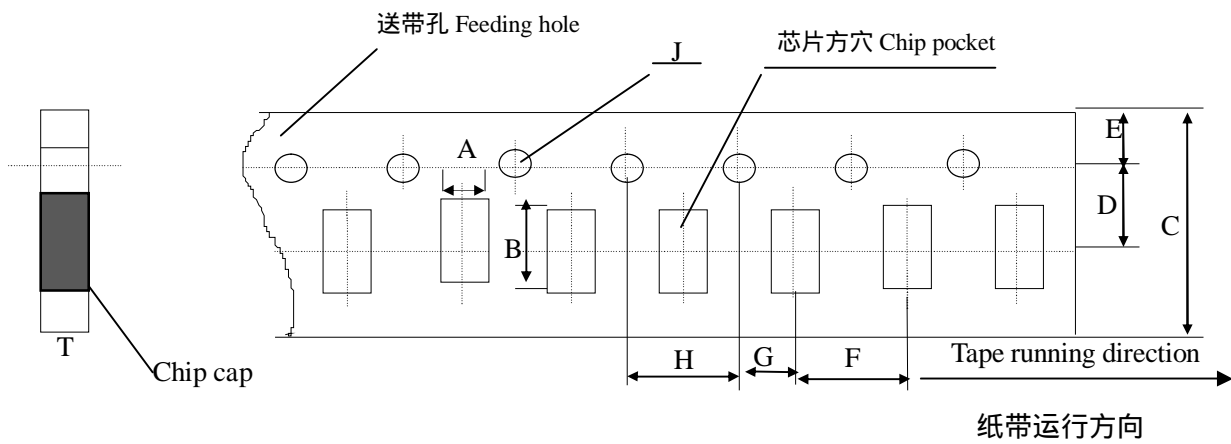 送带孔 Feeding hole
芯片方穴 Chip pocket
J
E
A
D
C
B
T
Chip cap
H
G
F
Tape running direction
纸带运行方向